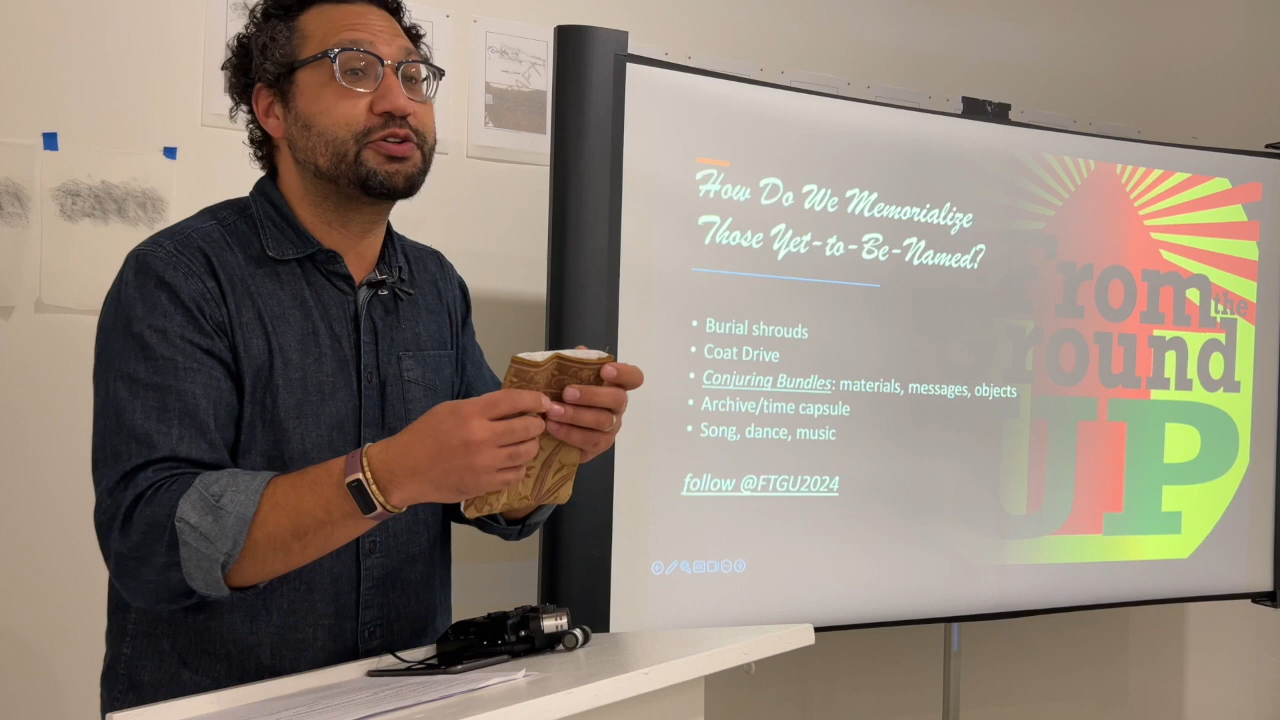 How Do We Memorialize
Those Yet-to-Be-Named?
• Burial shrouds
• Coat Drive
• Conjuring Bundles: materials, messages, objects
• Archive/time capsule
• Song, dance, music
follow @FTGU2024
From
the
round
UP